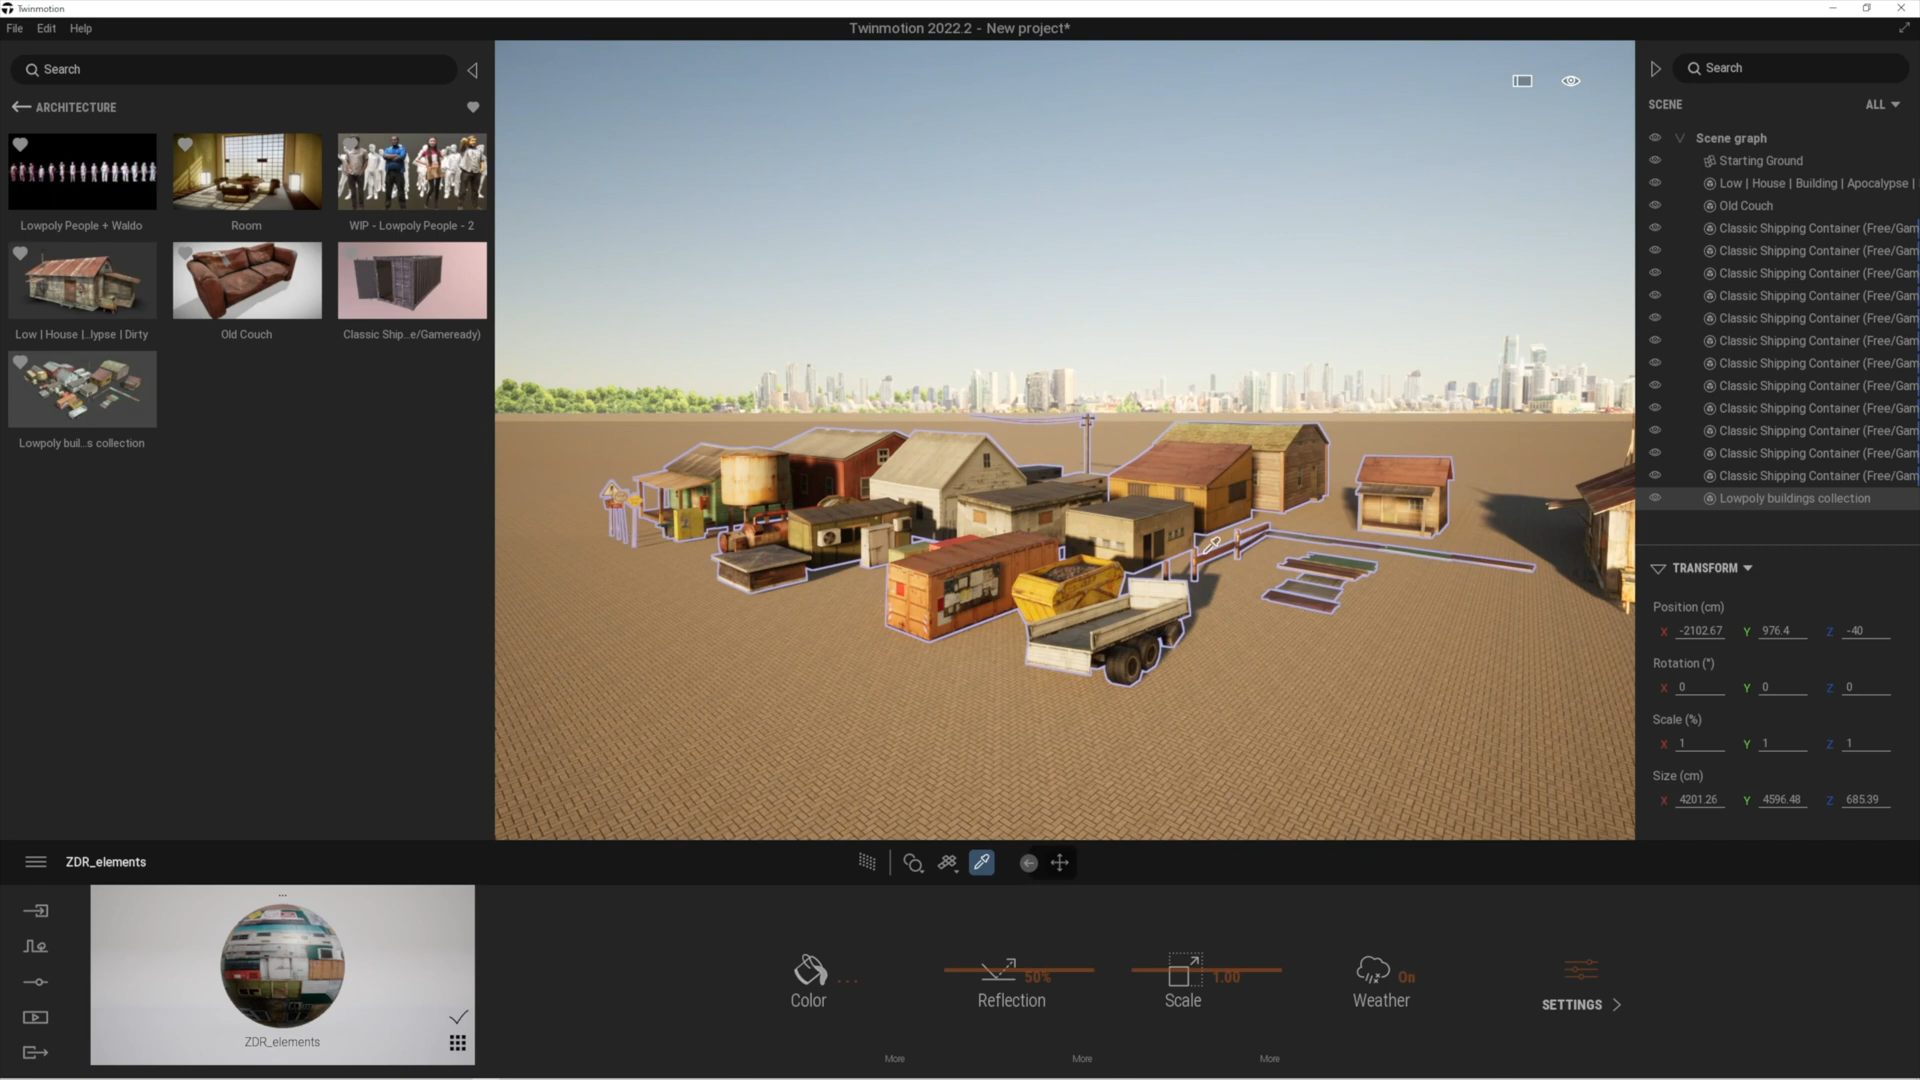 Twinmotion
File Edit Help
Twinmotion 2022.2 - New project*
Search
ARCHITECTURE
Lowpoly People + Waldo
Room
WIP - Lowpoly People - 2
Low | House |...lypse | Dirty
Old Couch
Classic Ship...e/Gameready)
Lowpoly buil...s collection
Search
SCENE
ALL
Scene graph
Starting Ground
Low | House | Building | Apocalypse |
Old Couch
Classic Shipping Container (Free/Gam
Classic Shipping Container (Free/Gam
Classic Shipping Container (Free/Gam
Classic Shipping Container (Free/Gam
Classic Shipping Container (Free/Gam
Classic Shipping Container (Free/Gam
Classic Shipping Container (Free/Gam
Classic Shipping Container (Free/Gam
Classic Shipping Container (Free/Gam
Classic Shipping Container (Free/Gam
Classic Shipping Container (Free/Gam
Classic Shipping Container (Free/Gam
Lowpoly buildings collection
TRANSFORM
Position (cm)
X -2102.67 Y 976.4 Z -40
Rotation (°)
X 0 Y 0 Z 0
Scale (%)
X 1 Y 1 Z 1
Size (cm)
X 4201.26 Y 4596.48 Z 685.39
ZDR_elements
...
ZDR_elements
...
Color
50%
Reflection
1.00
Scale
On
Weather
SETTINGS
More
More
More